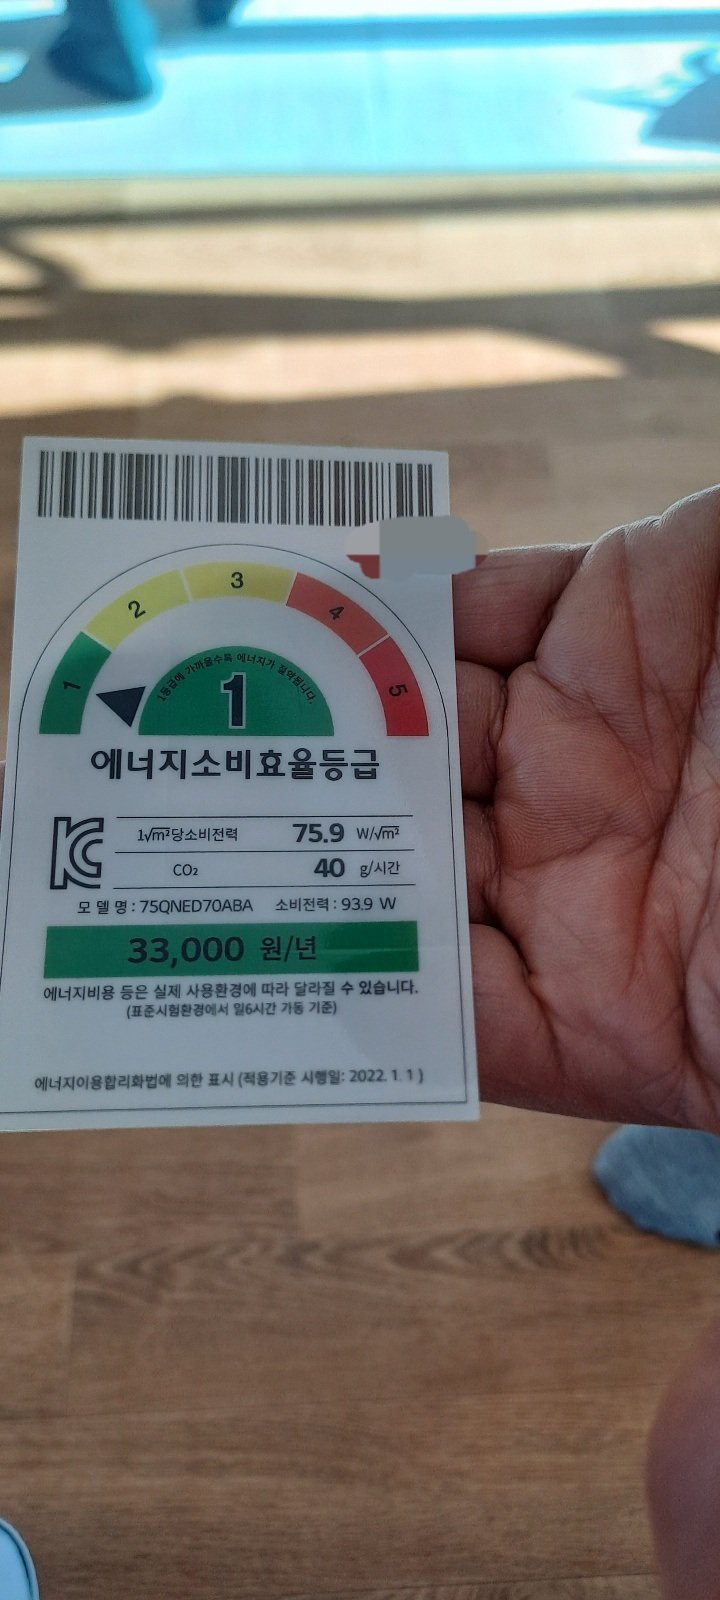 1
2
3
4
5
1등급에 가까울수록 에너지가 절약됩니다.
1
에너지소비효율등급
1√m²당소비전력 75.9 W/√m²
CO₂ 40 g/시간
모 델 명 : 75QNED70ABA 소비전력 : 93.9 W
33,000 원/년
에너지비용 등은 실제 사용환경에 따라 달라질 수 있습니다.
(표준시험환경에서 일6시간 가동 기준)
에너지이용합리화법에 의한 표시 (적용기준 시행일: 2022. 1. 1 )